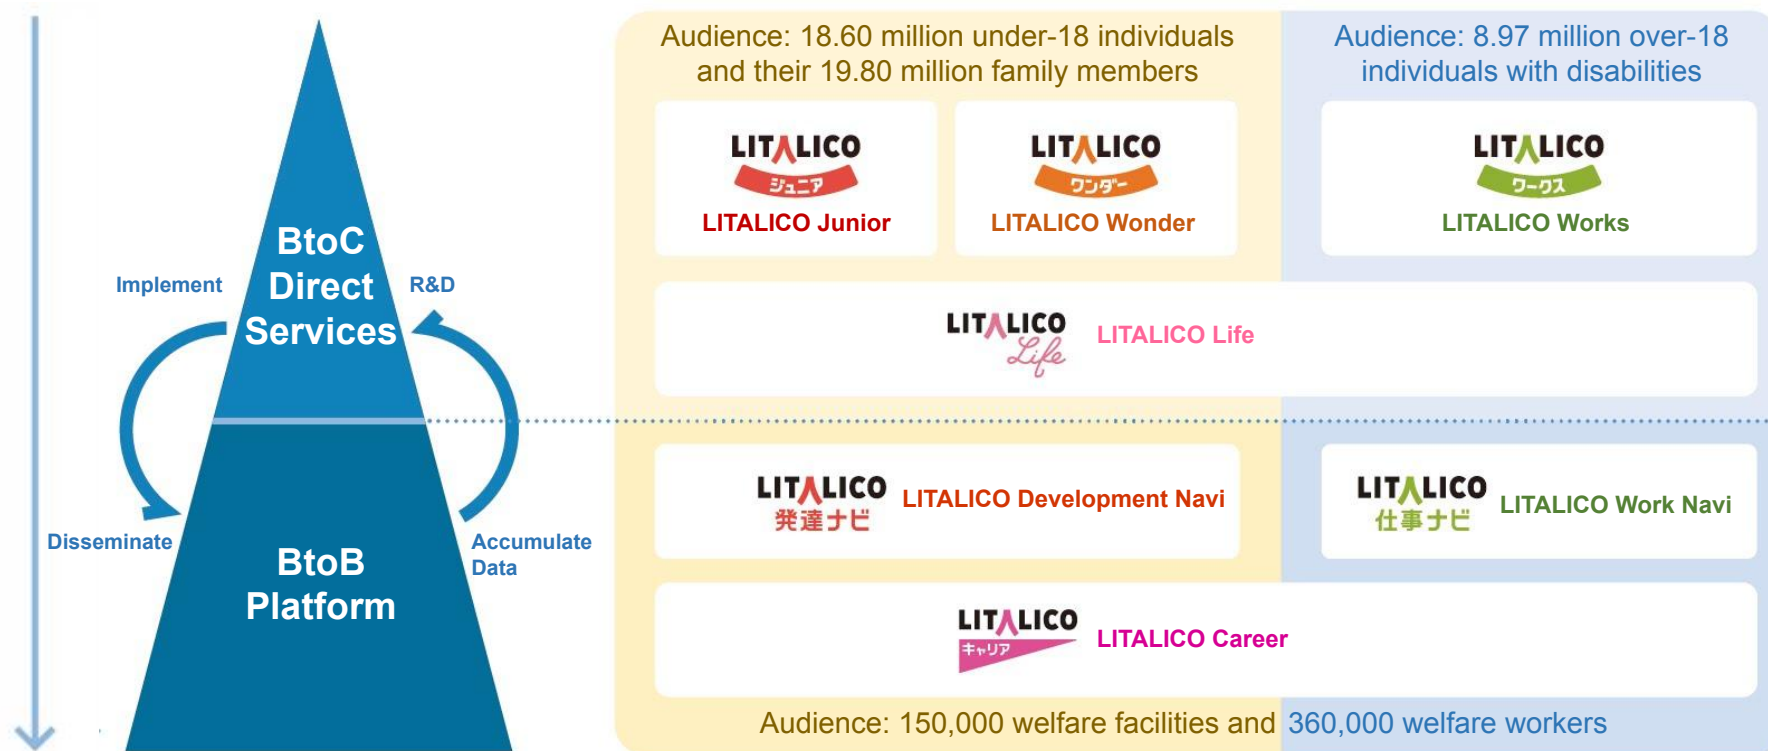 Audience: 18.60 million under-18 individuals
and their 19.80 million family members
Audience: 8.97 million over-18
individuals with disabilities
LITALICO
ジュニア
LITALICO Junior
LITALICO
ワンダー
LITALICO Wonder
LITALICO
ワークス
LITALICO Works
BtoC
Direct
Services
Implement
R&D
LITALICO
Life
LITALICO Life
LITALICO
発達ナビ
LITALICO Development Navi
LITALICO
仕事ナビ
LITALICO Work Navi
Disseminate
Accumulate
Data
BtoB
Platform
LITALICO
キャリア
LITALICO Career
Audience: 150,000 welfare facilities and 360,000 welfare workers